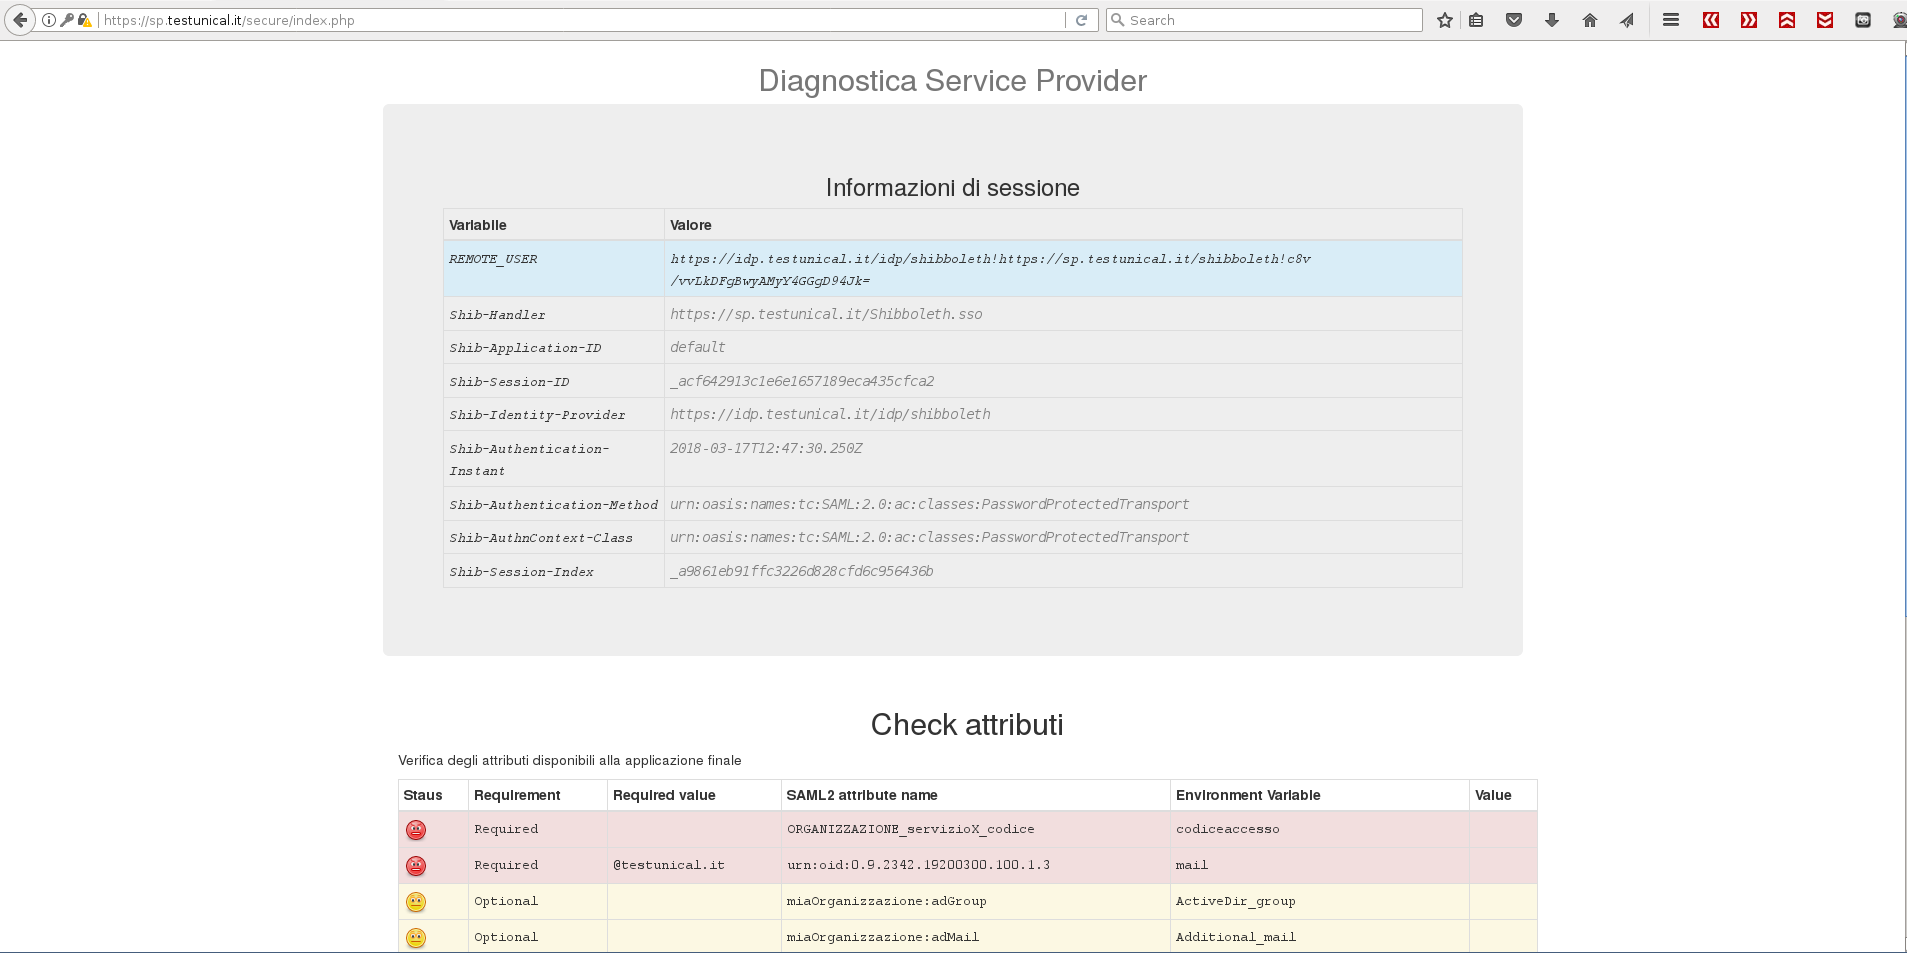 https://sp.testunical.it/secure/index.php
Search
Diagnostica Service Provider
Informazioni di sessione
Variabile Valore
REMOTE_USER https://idp.testunical.it/idp/shibboleth!https://sp.testunical.it/shibboleth!c8v
/vvLkDFgBwyAMyY4GGgD94Jk=
Shib-Handler https://sp.testunical.it/Shibboleth.sso
Shib-Application-ID default
Shib-Session-ID _acf642913c1e6e1657189eca435cfca2
Shib-Identity-Provider https://idp.testunical.it/idp/shibboleth
Shib-Authentication- 2018-03-17T12:47:30.250Z
Instant
Shib-Authentication-Method urn:oasis:names:tc:SAML:2.0:ac:classes:PasswordProtectedTransport
Shib-AuthnContext-Class urn:oasis:names:tc:SAML:2.0:ac:classes:PasswordProtectedTransport
Shib-Session-Index _a9861eb91ffc3226d828cfd6c956436b
Check attributi
Verifica degli attributi disponibili alla applicazione finale
Staus Requirement Required value SAML2 attribute name Environment Variable Value
Required ORGANIZZAZIONE_servizioX_codice codiceaccesso
Required @testunical.it urn:oid:0.9.2342.19200300.100.1.3 mail
Optional miaOrganizzazione:adGroup ActiveDir_group
Optional miaOrganizzazione:adMail Additional_mail